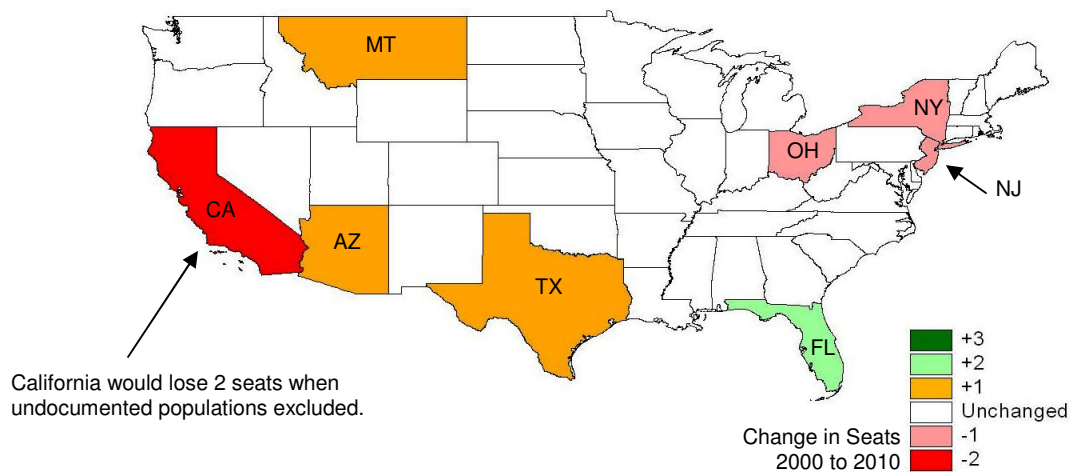 MT
NY
OH
NJ
CA
AZ
TX
FL
California would lose 2 seats when
undocumented populations excluded.
+3
+2
+1
Unchanged
-1
-2
Change in Seats
2000 to 2010